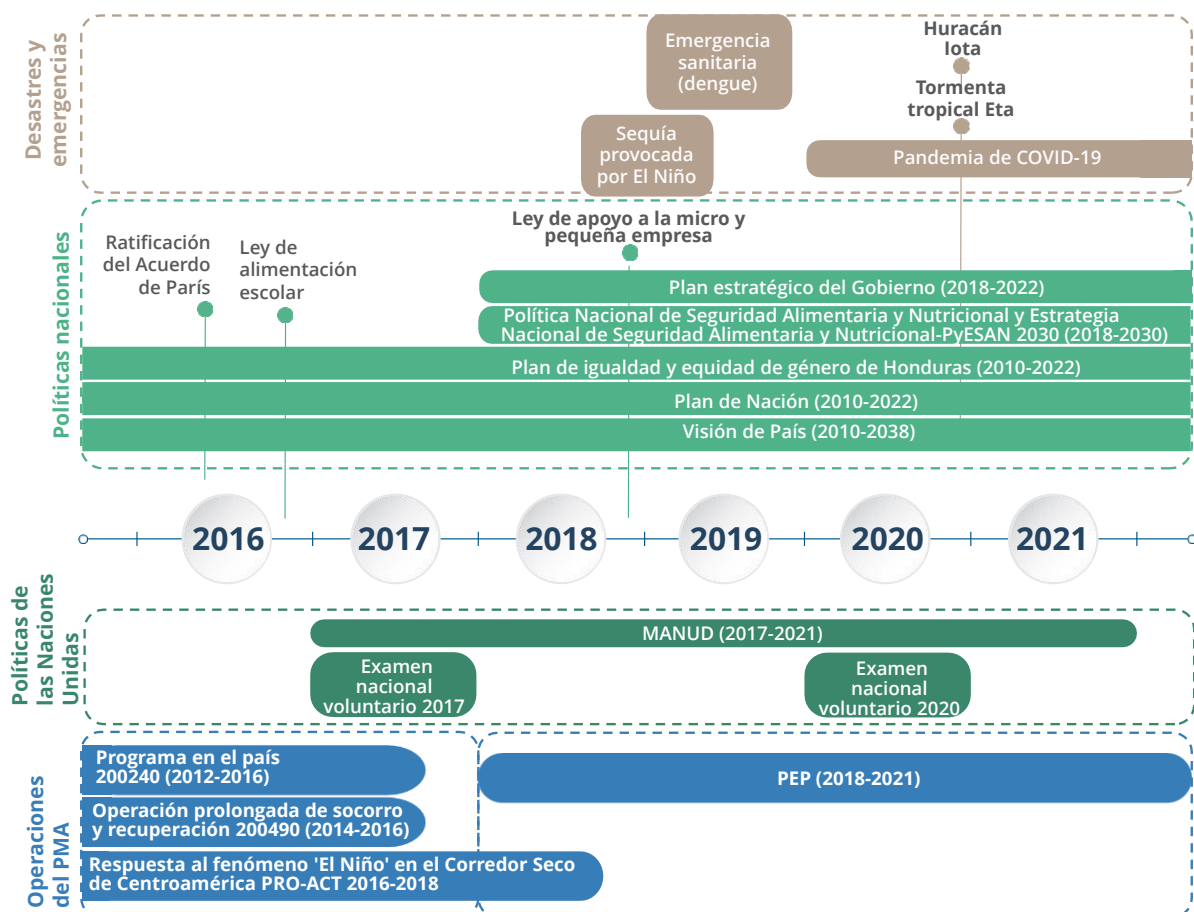 Desastres y
emergencias
Emergencia
sanitaria
(dengue)
Huracán
Iota
Tormenta
tropical Eta
Sequía
provocada
por El Niño
Pandemia de COVID-19
Políticas nacionales
Ratificación
del Acuerdo
de París
Ley de
alimentación
escolar
Ley de apoyo a la micro y
pequeña empresa
Plan estratégico del Gobierno (2018-2022)
Política Nacional de Seguridad Alimentaria y Nutricional y Estrategia
Nacional de Seguridad Alimentaria y Nutricional-PyESAN 2030 (2018-2030)
Plan de igualdad y equidad de género de Honduras (2010-2022)
Plan de Nación (2010-2022)
Visión de País (2010-2038)
2016
2017
2018
2019
2020
2021
Políticas de
las Naciones
Unidas
MANUD (2017-2021)
Examen
nacional
voluntario 2017
Examen
nacional
voluntario 2020
Operaciones
del PMA
Programa en el país
200240 (2012-2016)
PEP (2018-2021)
Operación prolongada de socorro
y recuperación 200490 (2014-2016)
Respuesta al fenómeno 'El Niño' en el Corredor Seco
de Centroamérica PRO-ACT 2016-2018